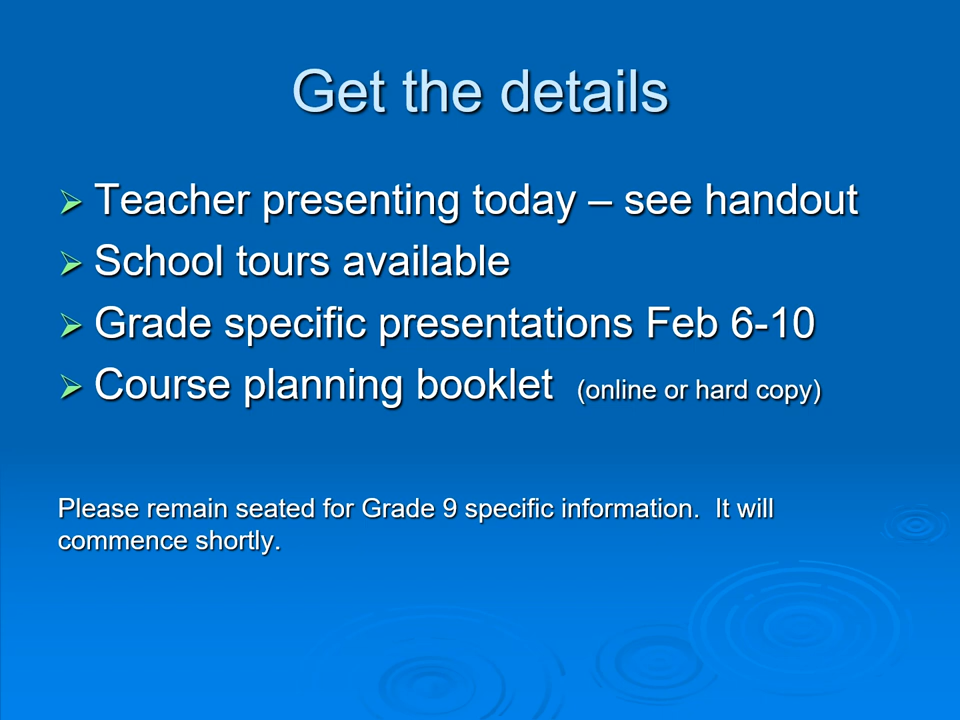 Get the details
Teacher presenting today – see handout
School tours available
Grade specific presentations Feb 6-10
Course planning booklet (online or hard copy)
Please remain seated for Grade 9 specific information. It will
commence shortly.